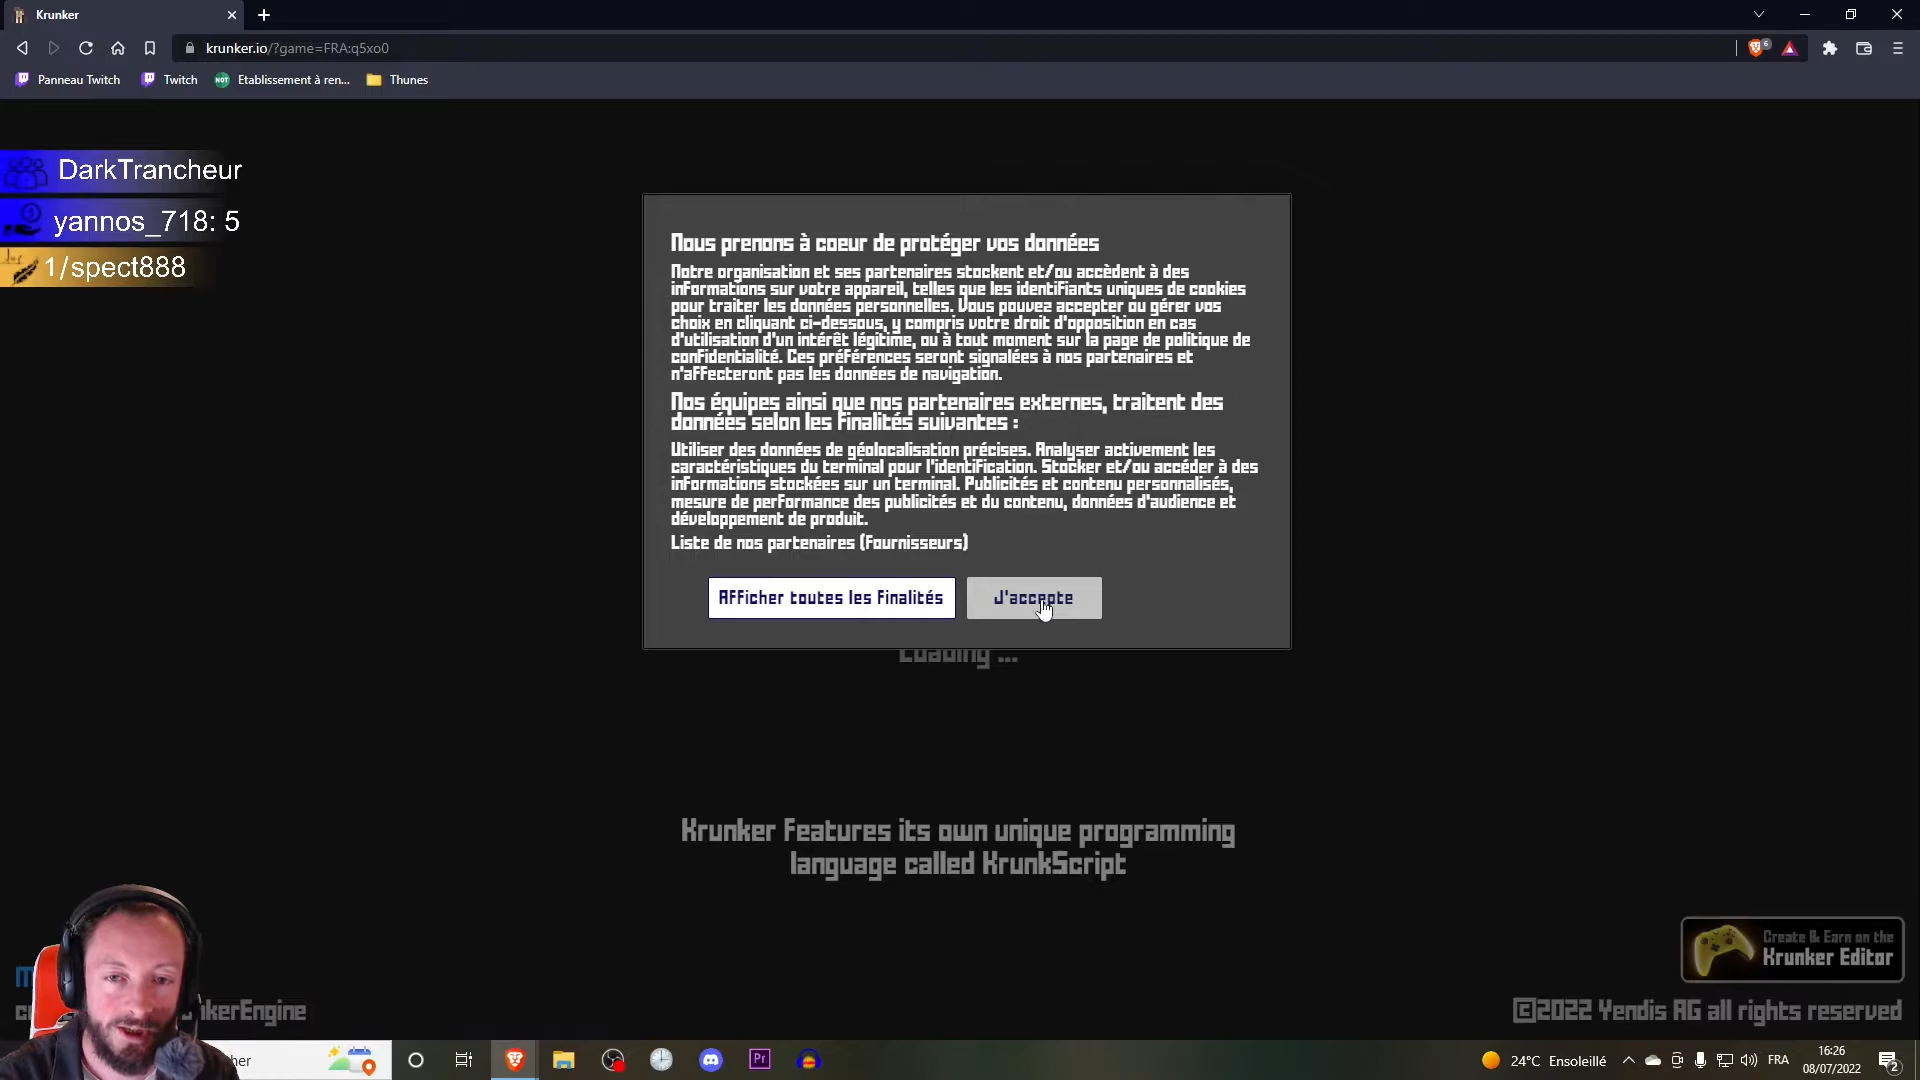 Krunker
krunker.io/?game=FRA:q5xo0
6
Panneau Twitch
Twitch
NOT
Etablissement à ren...
Thunes
DarkTrancheur
yannos_718: 5
1/spect888
Nous prenons à coeur de protéger vos données
Notre organisation et ses partenaires stockent et/ou accèdent à des
informations sur votre appareil, telles que les identifiants uniques de cookies
pour traiter les données personnelles. Vous pouvez accepter ou gérer vos
choix en cliquant ci-dessous, y compris votre droit d'opposition en cas
d'utilisation d'un intérêt légitime, ou à tout moment sur la page de politique de
confidentialité. Ces préférences seront signalées à nos partenaires et
n'affecteront pas les données de navigation.
Nos équipes ainsi que nos partenaires externes, traitent des
données selon les finalités suivantes :
Utiliser des données de géolocalisation précises. Analyser activement les
caractéristiques du terminal pour l'identification. Stocker et/ou accéder à des
informations stockées sur un terminal. Publicités et contenu personnalisés,
mesure de performance des publicités et du contenu, données d'audience et
développement de produit.
Liste de nos partenaires (fournisseurs)
Afficher toutes les finalités
J'accepte
Loading ...
Krunker features its own unique programming
language called KrunkScript
Create & Earn on the
Krunker Editor
kerEngine
©2022 Yendis AG all rights reserved
cher
Pr
24°C Ensoleillé
FRA
16:26
08/07/2022
2